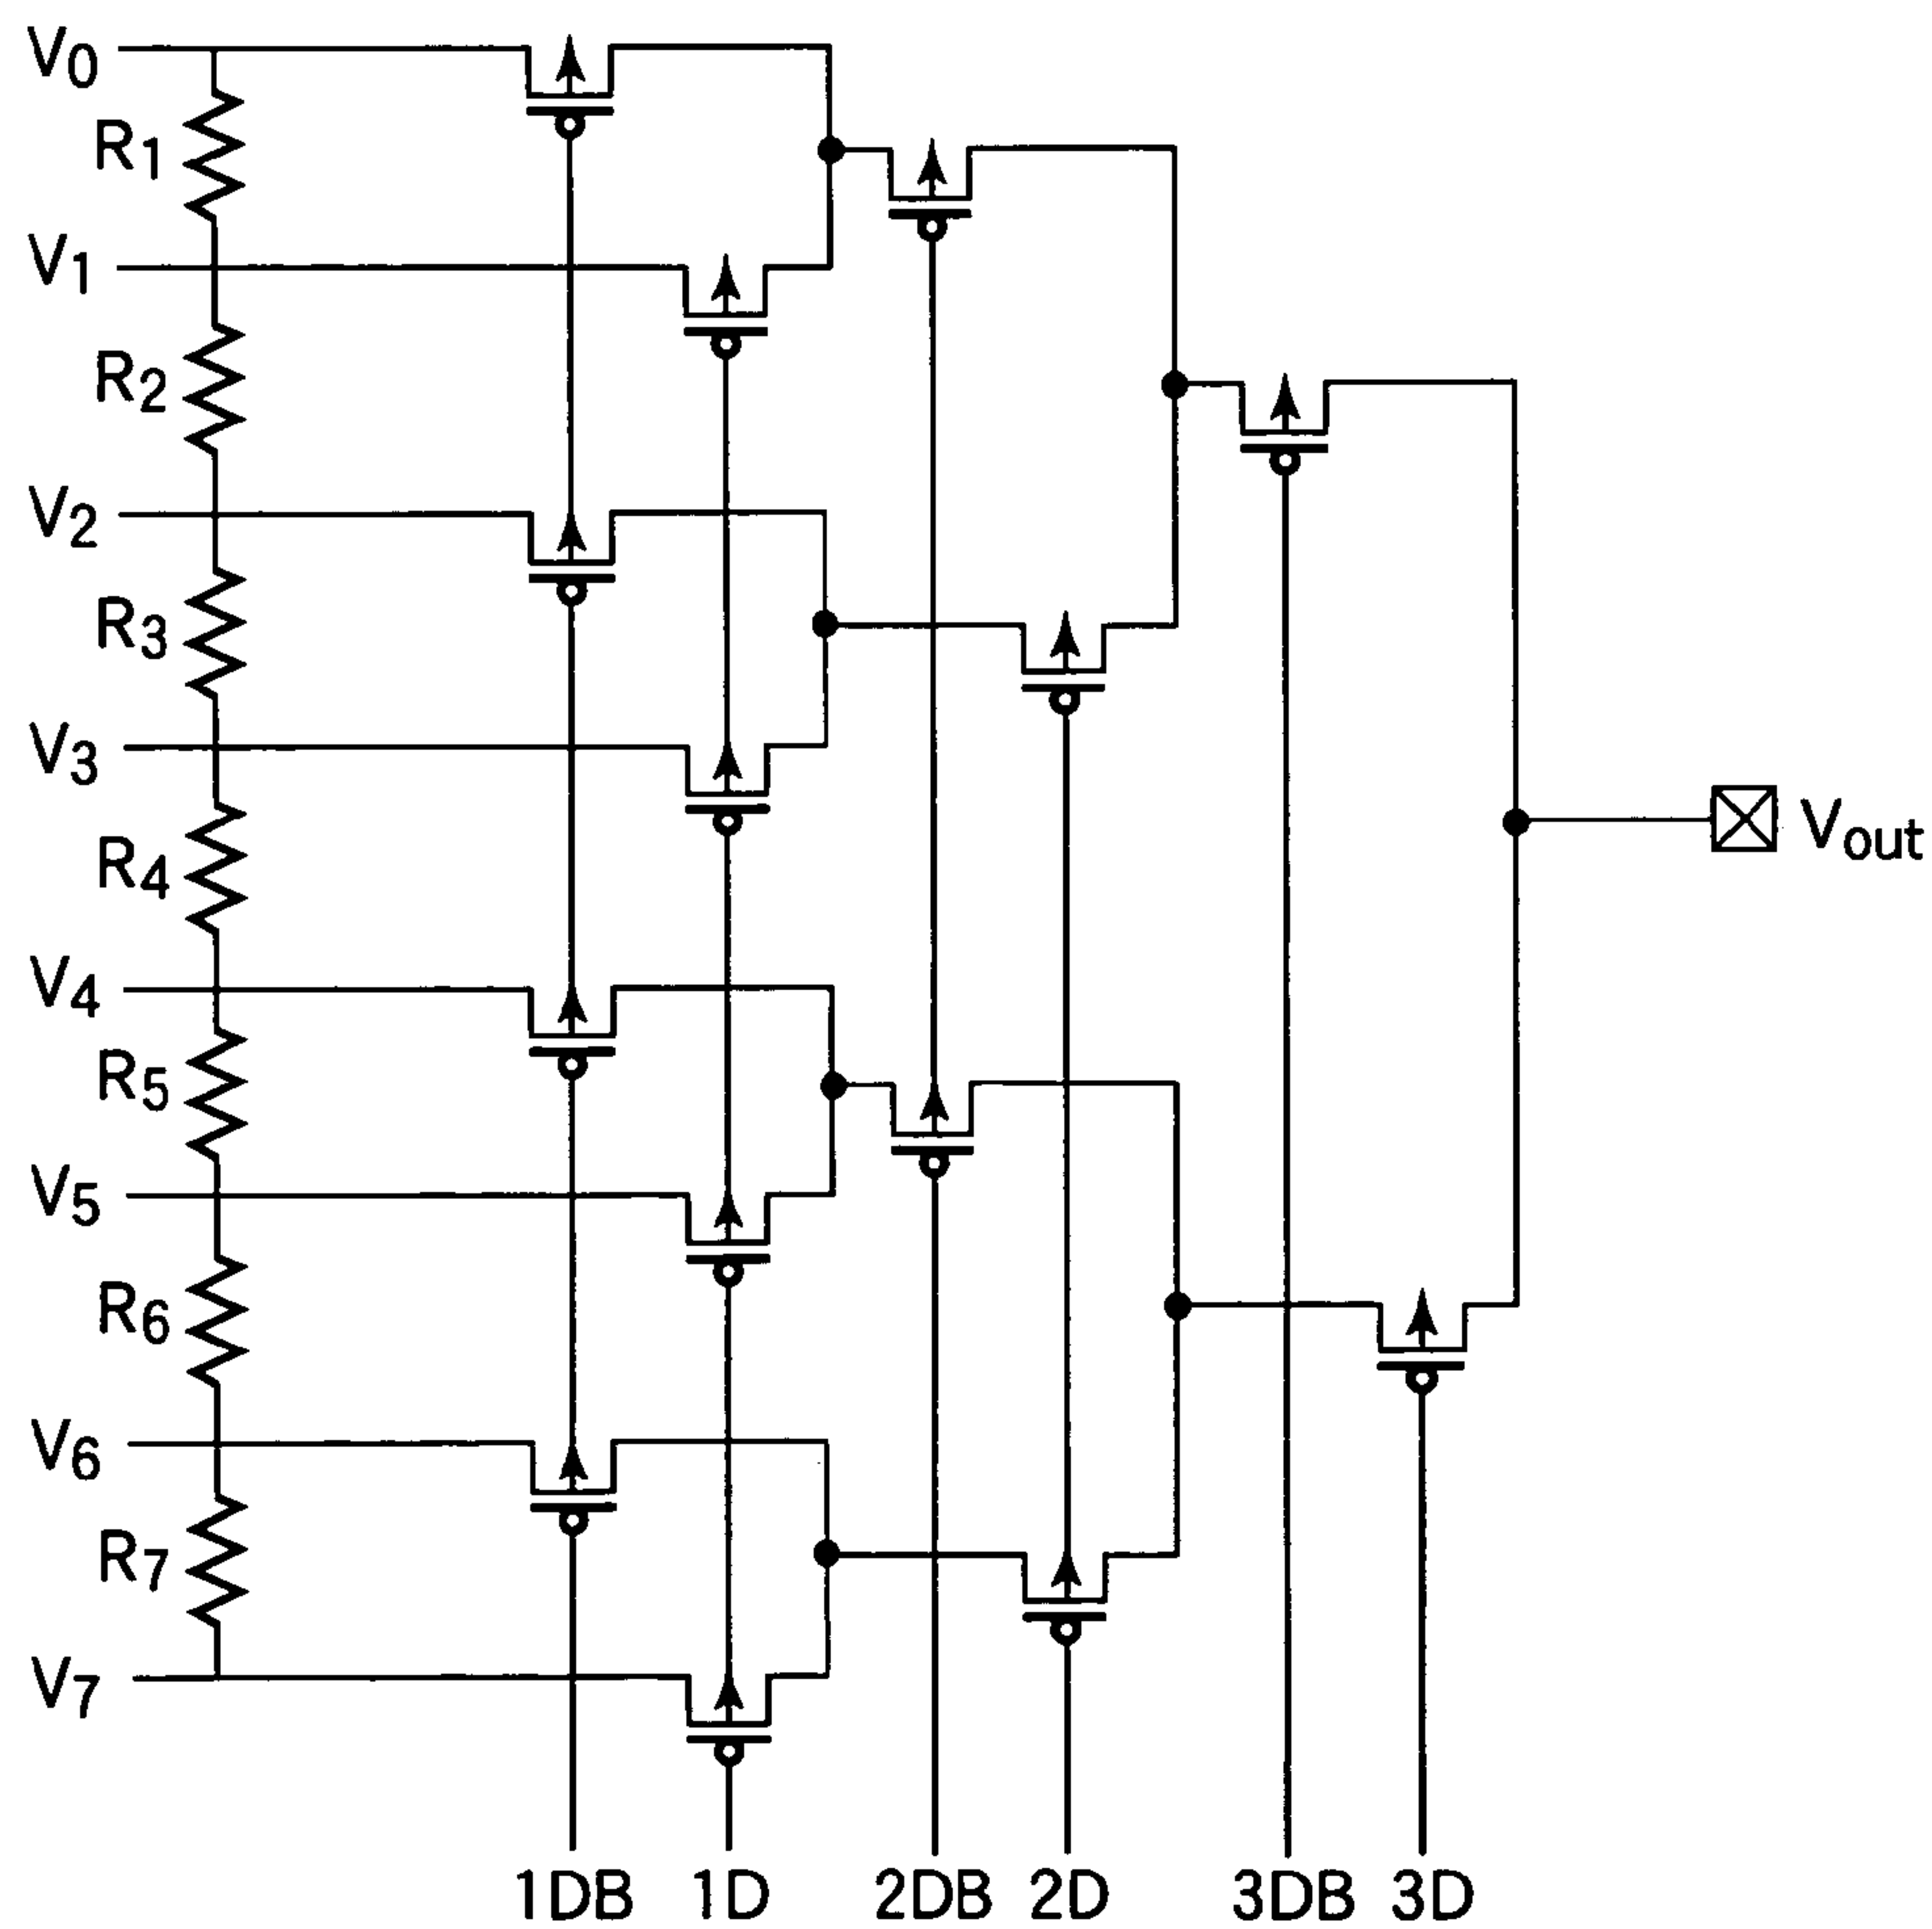 V0
R1
V1
R2
V2
R3
V3
R4
Vout
V4
R5
V5
R6
V6
R7
V7
1DB 1D 2DB 2D 3DB 3D